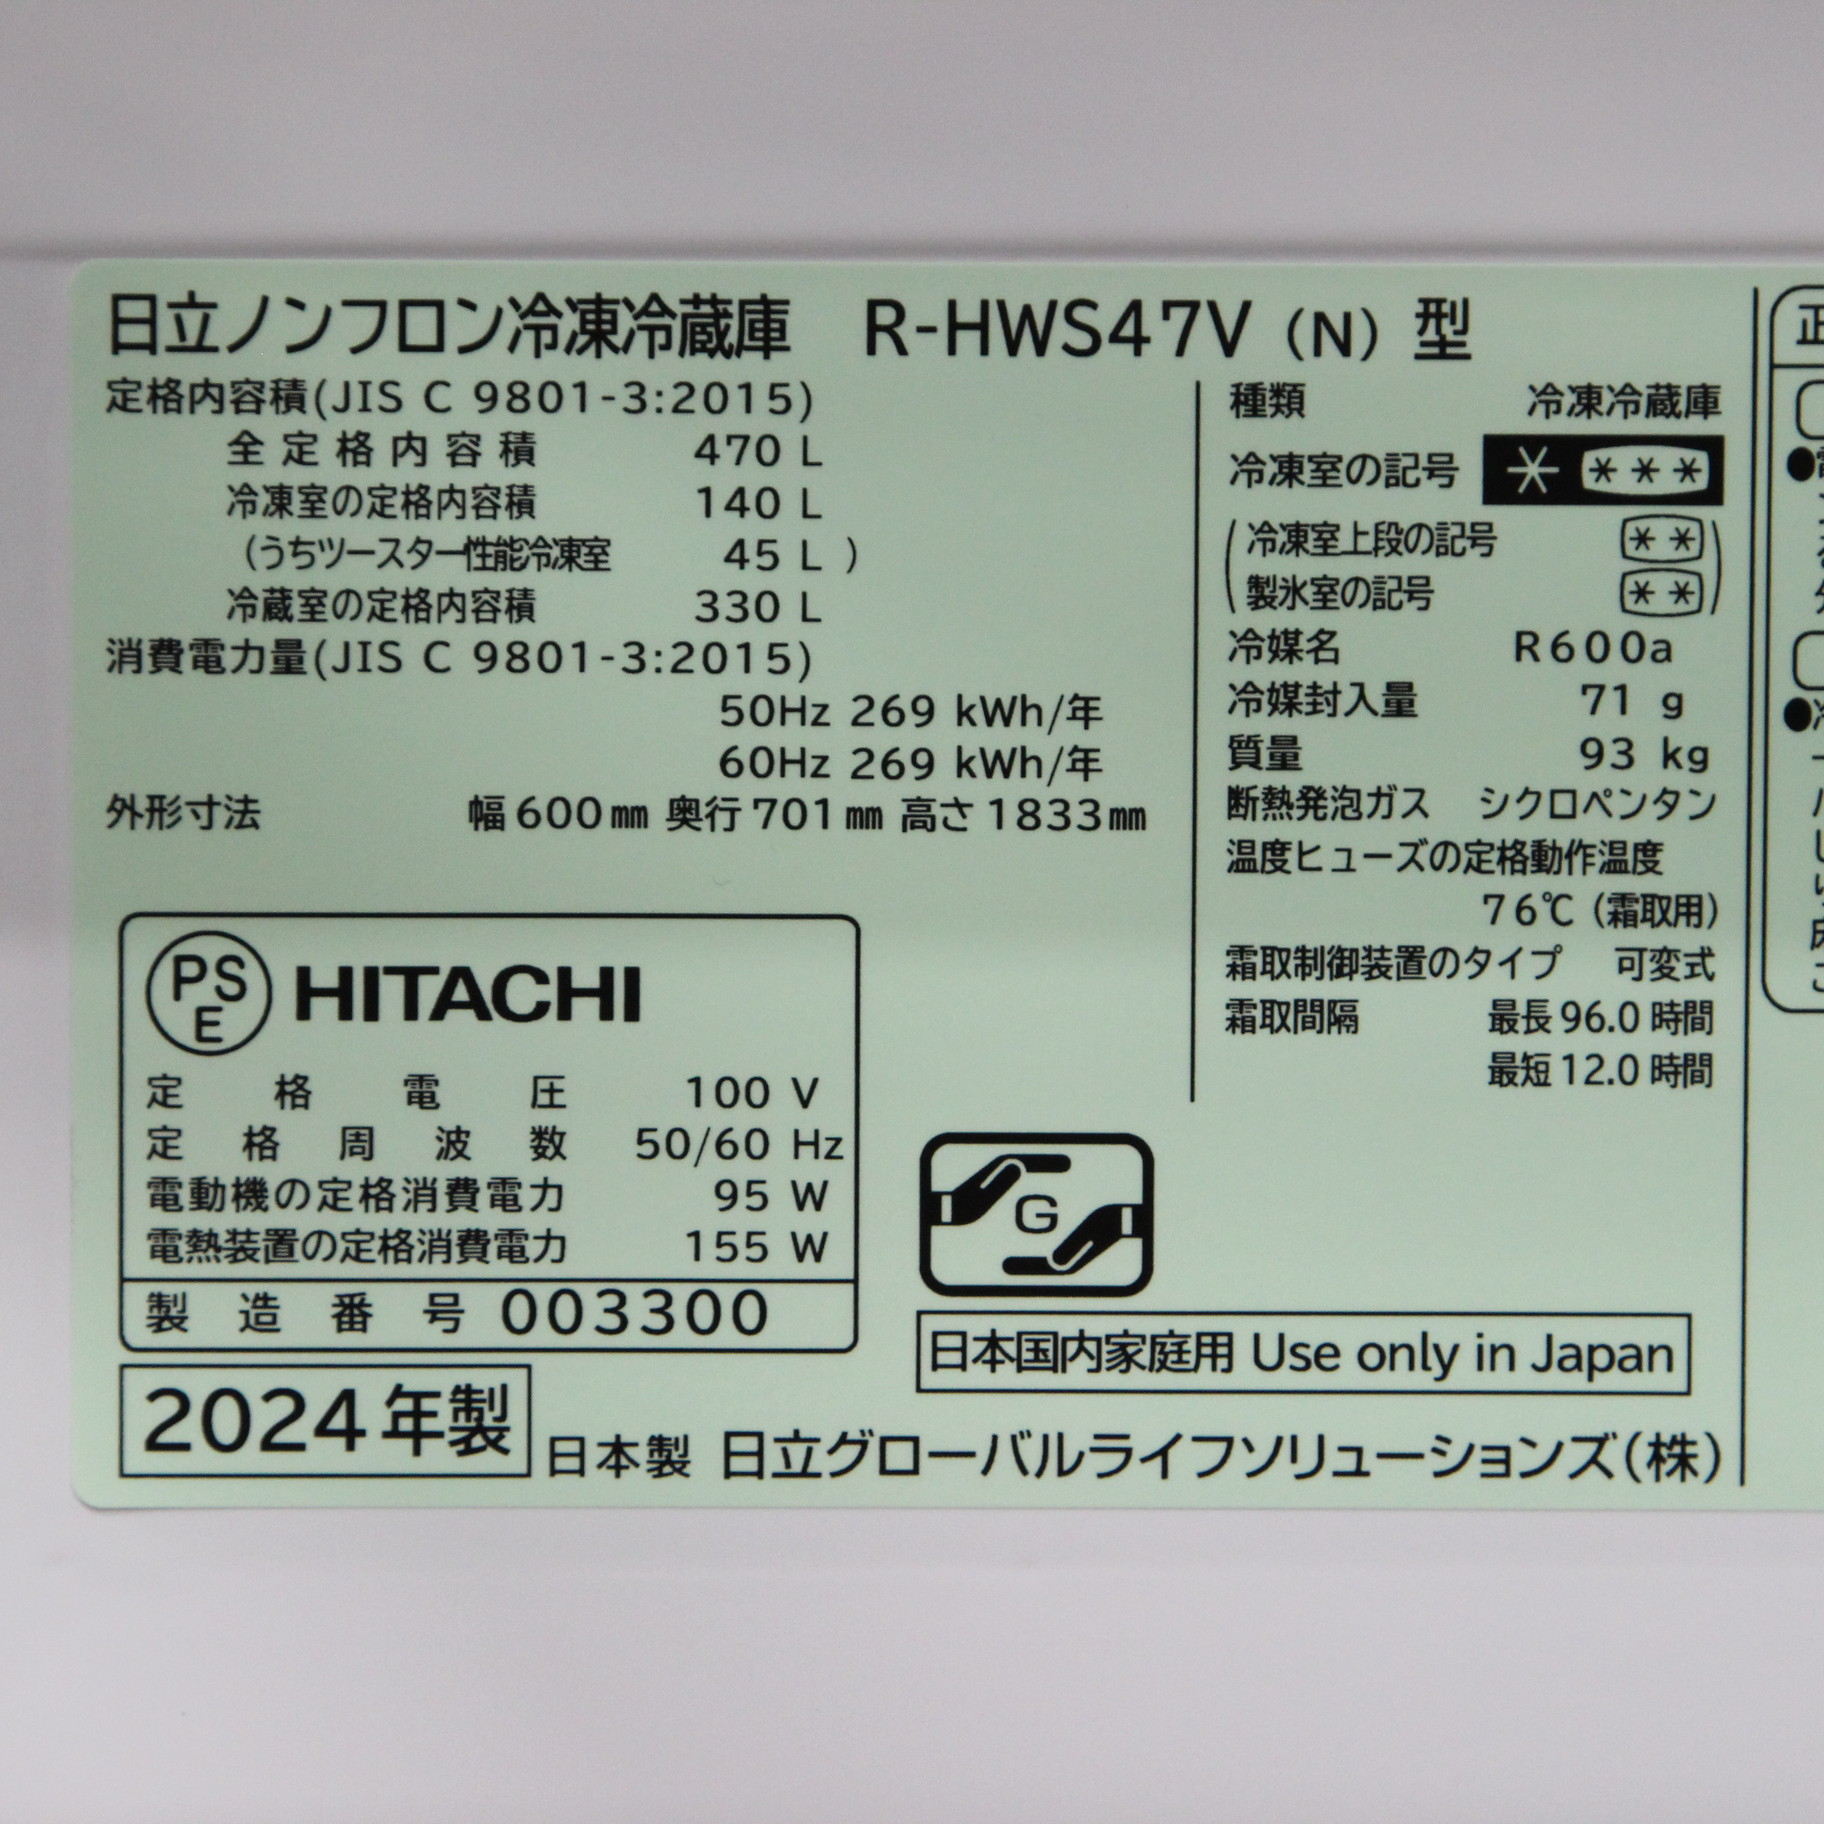 日立ノンフロン冷凍冷蔵庫 R-HWS47V (N) 型
定格内容積(JIS C 9801-3:2015)
全定格内容積 470 L
冷凍室の定格内容積 140 L
(うちツースター性能冷凍室 45 L )
冷蔵室の定格内容積 330 L
消費電力量(JIS C 9801-3:2015)
50Hz 269 kWh/年
60Hz 269 kWh/年
外形寸法 幅600mm 奥行701mm 高さ1833mm
PSE HITACHI
定格電圧 100 V
定格周波数 50/60 Hz
電動機の定格消費電力 95 W
電熱装置の定格消費電力 155 W
製造番号 003300
2024年製
日本製 日立グローバルライフソリューションズ(株)
種類 冷凍冷蔵庫
冷凍室の記号 * ***
(冷凍室上段の記号 **
製氷室の記号 **)
冷媒名 R600a
冷媒封入量 71 g
質量 93 kg
断熱発泡ガス シクロペンタン
温度ヒューズの定格動作温度
76℃(霜取用)
霜取制御装置のタイプ 可変式
霜取間隔 最長96.0時間
最短12.0時間
G
日本国内家庭用 Use only in Japan